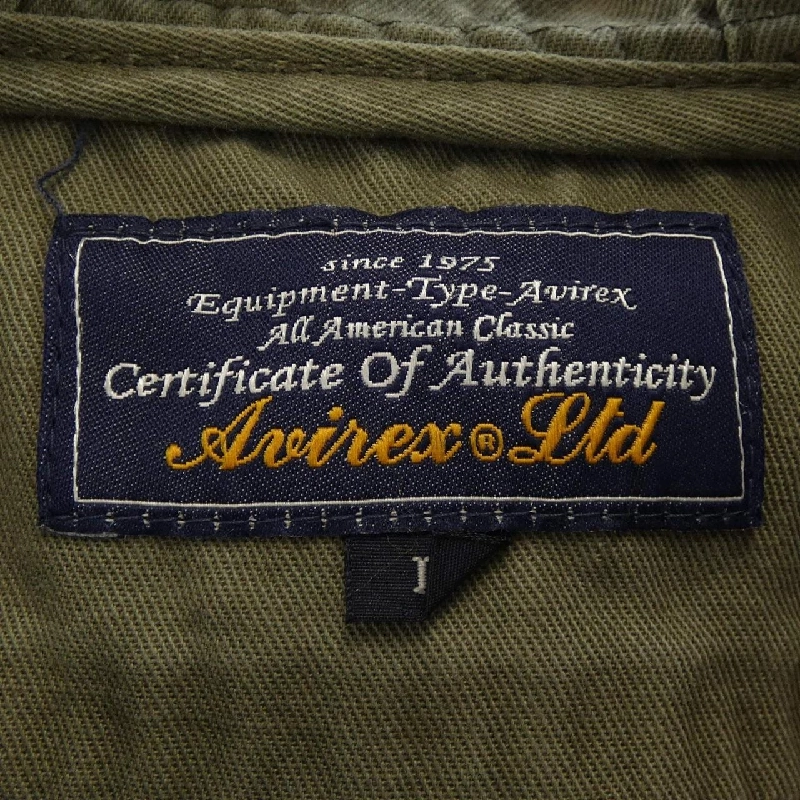 since 1975
Equipment-Type-Avirex
All American Classic
Certificate Of Authenticity
Avirex® Ltd